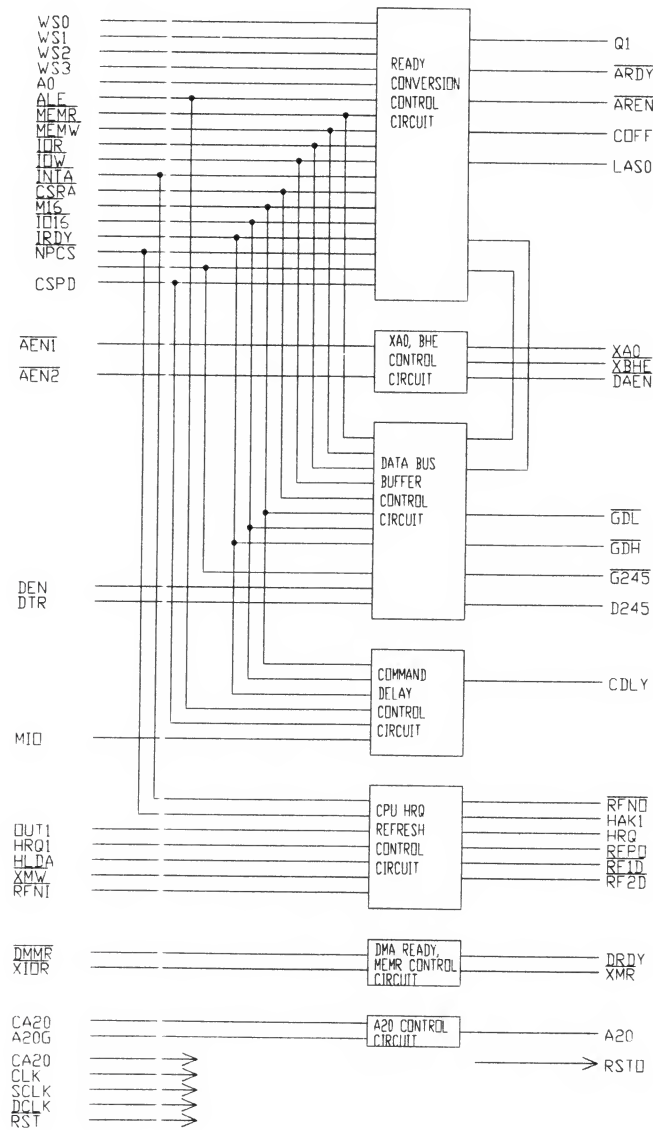 WS0
WS1
WS2
WS3
A0
ALE
MEMR
MEMW
IOR
IOW
INTA
CSRA
M16
IO16
IRDY
NPCS
CSPD
READY
CONVERSION
CONTROL
CIRCUIT
Q1
ARDY
AREN
COFF
LAS0
AEN1
AEN2
XA0, BHE
CONTROL
CIRCUIT
XA0
XBHE
DAEN
DATA BUS
BUFFER
CONTROL
CIRCUIT
GDL
GDH
G245
D245
DEN
DTR
COMMAND
DELAY
CONTROL
CIRCUIT
CDLY
MIO
CPU HRQ
REFRESH
CONTROL
CIRCUIT
OUT1
HRQ1
HLDA
XMW
RFNI
RFNO
HAK1
HRQ
REPO
RF1D
RF2D
DMMR
XIOR
DMA READY,
MEMR CONTROL
CIRCUIT
DRDY
XMR
CA20
A20G
A20 CONTROL
CIRCUIT
A20
CA20
CLK
SCLK
DCLK
RST
RSTO